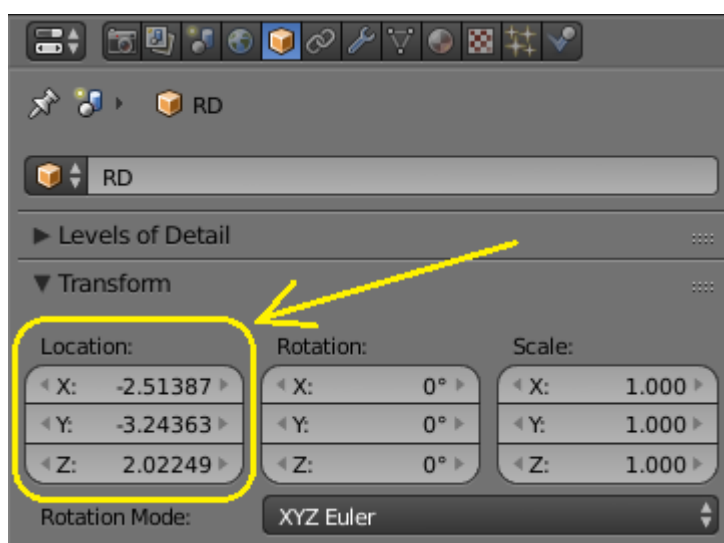 RD
RD
Levels of Detail
Transform
Location: Rotation: Scale:
X: -2.51387 X: 0° X: 1.000
Y: -3.24363 Y: 0° Y: 1.000
Z: 2.02249 Z: 0° Z: 1.000
Rotation Mode: XYZ Euler